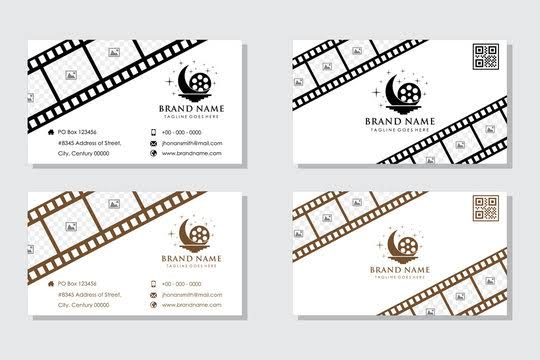 BRAND NAME
TAGLINE GOES HERE
PO Box 123456
#8345 Address of Street,
City, Century 00000
+00 - 000 - 0000
jhonansmith@mail.com
www.brandname.com
BRAND NAME
TAGLINE GOES HERE
BRAND NAME
TAGLINE GOES HERE
PO Box 123456
#8345 Address of Street,
City, Century 00000
+00 - 000 - 0000
jhonansmith@mail.com
www.brandname.com
BRAND NAME
TAGLINE GOES HERE